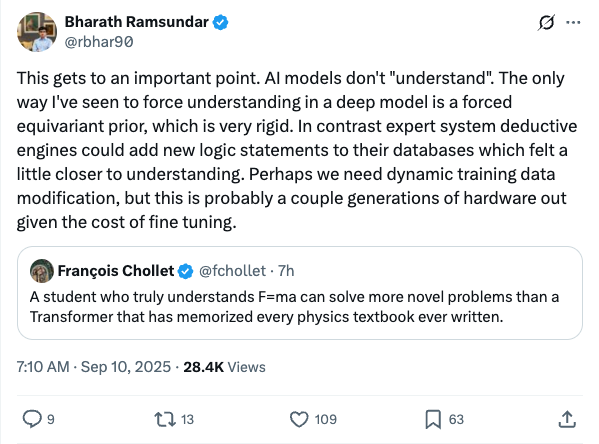 Bharath Ramsundar
@rbhar90
This gets to an important point. AI models don't "understand". The only
way I've seen to force understanding in a deep model is a forced
equivariant prior, which is very rigid. In contrast expert system deductive
engines could add new logic statements to their databases which felt a
little closer to understanding. Perhaps we need dynamic training data
modification, but this is probably a couple generations of hardware out
given the cost of fine tuning.
François Chollet @fchollet · 7h
A student who truly understands F=ma can solve more novel problems than a
Transformer that has memorized every physics textbook ever written.
7:10 AM · Sep 10, 2025 · 28.4K Views
9 13 109 63